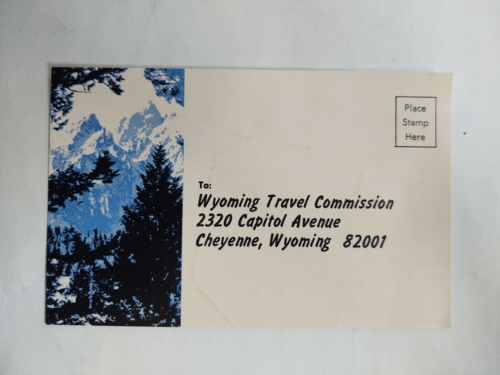 Place
Stamp
Here
To:
Wyoming Travel Commission
2320 Capitol Avenue
Cheyenne, Wyoming 82001